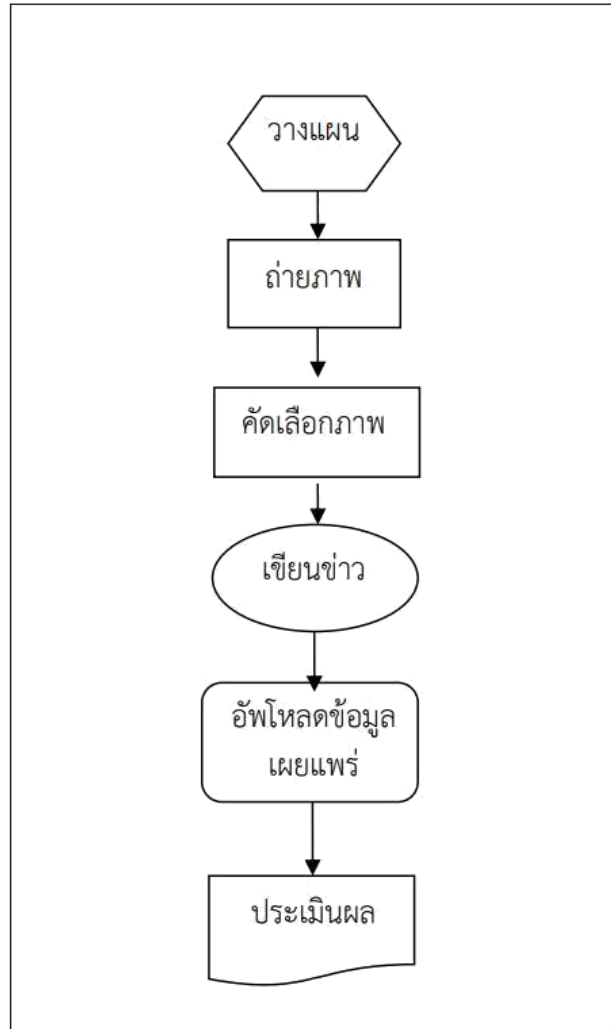 วางแผน
ถ่ายภาพ
คัดเลือกภาพ
เขียนข่าว
อัพโหลดข้อมูล
เผยแพร่
ประเมินผล